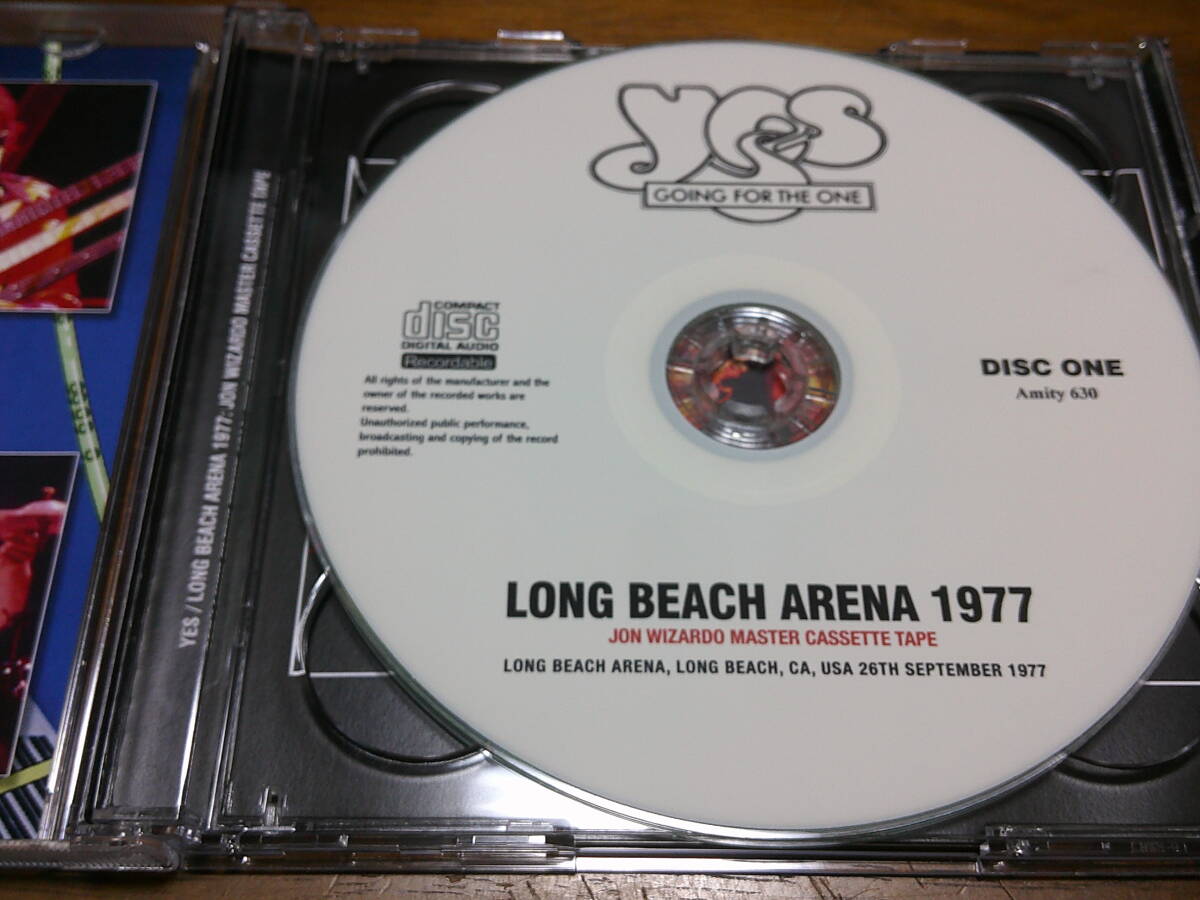 YES / LONG BEACH ARENA 1977: JON WIZARDO MASTER CASSETTE TAPE
yes
GOING FOR THE ONE
COMPACT
disc
DIGITAL AUDIO
Recordable
All rights of the manufacturer and the
owner of the recorded works are
reserved.
Unauthorized public performance,
broadcasting and copying of the record
prohibited.
DISC ONE
Amity 630
LONG BEACH ARENA 1977
JON WIZARDO MASTER CASSETTE TAPE
LONG BEACH ARENA, LONG BEACH, CA, USA 26TH SEPTEMBER 1977